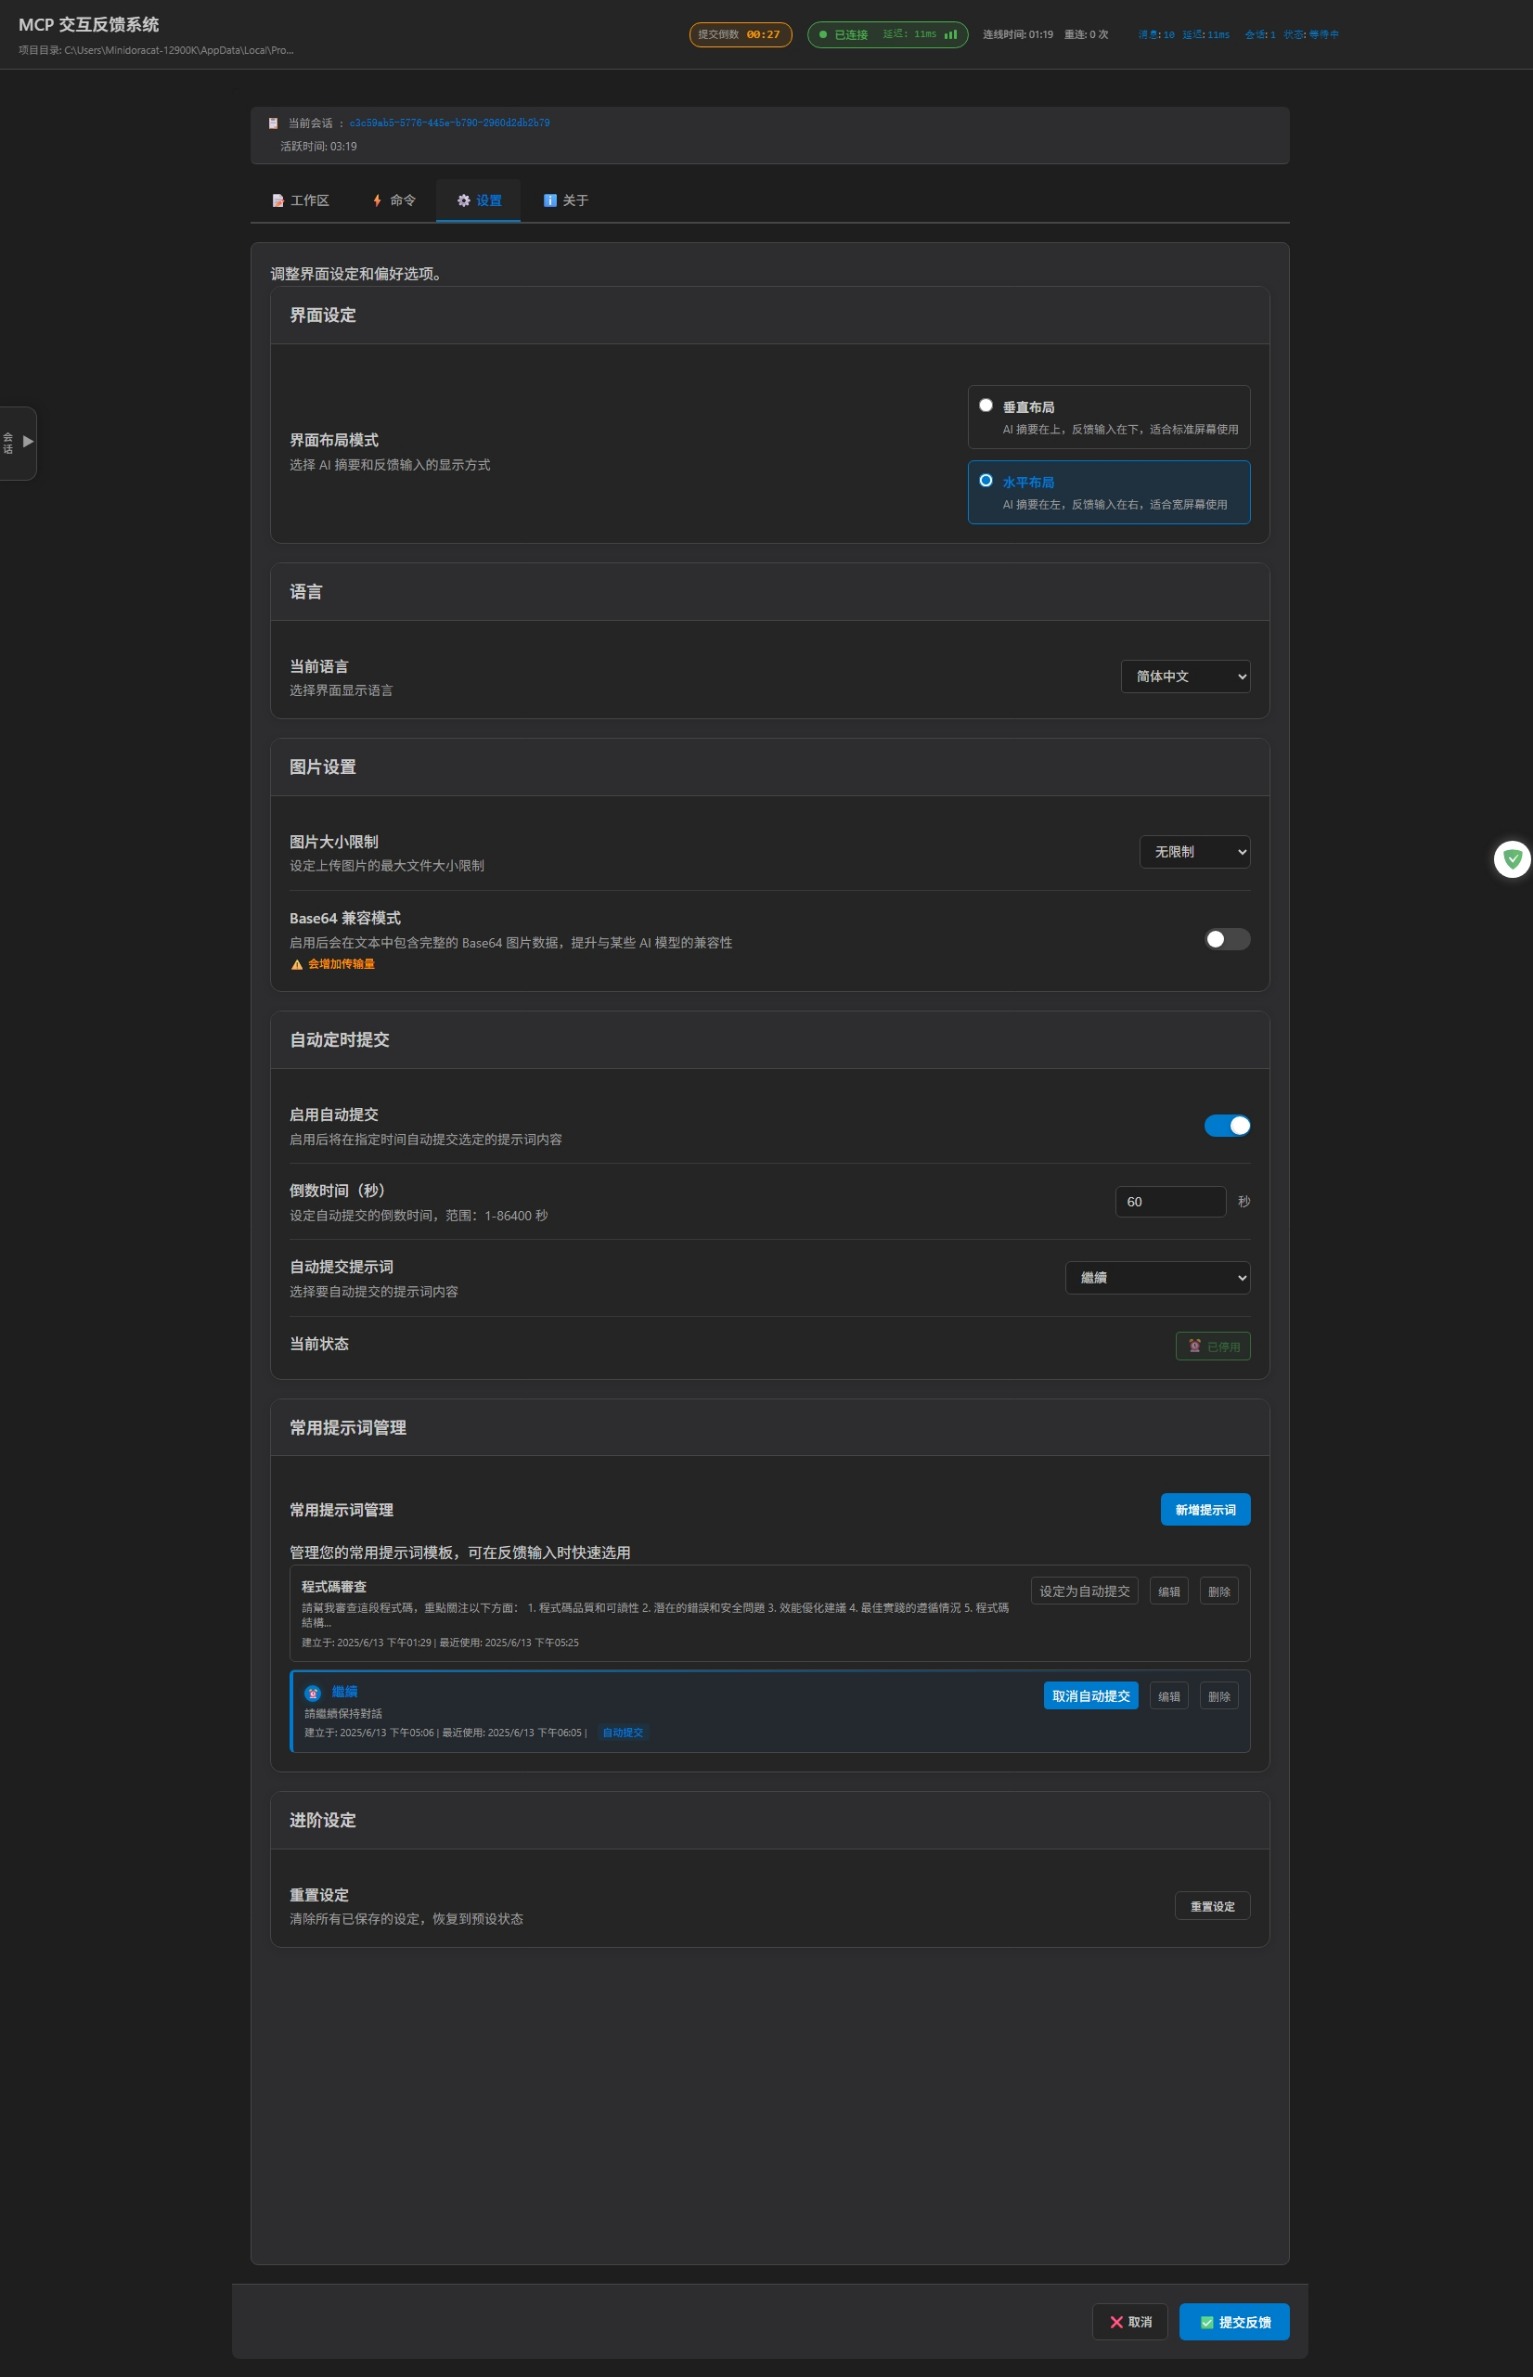 MCP 交互反馈系统
项目目录: C:\Users\Minidoracat-12900K\AppData\Local\Pro...
提交倒数 00:27
已连接 延迟: 11ms
连线时间: 01:19 重连: 0 次
消息: 10 延迟: 11ms 会话: 1 状态: 等待中
当前会话 : c3c59ab5-5776-445e-b790-2960d2db2b79
活跃时间: 03:19
工作区 命令 设置 关于
会话
调整界面设定和偏好选项。
界面设定
界面布局模式
选择 AI 摘要和反馈输入的显示方式
垂直布局
AI 摘要在上，反馈输入在下，适合标准屏幕使用
水平布局
AI 摘要在左，反馈输入在右，适合宽屏幕使用
语言
当前语言
选择界面显示语言
简体中文
图片设置
图片大小限制
设定上传图片的最大文件大小限制
无限制
Base64 兼容模式
启用后会在文本中包含完整的 Base64 图片数据，提升与某些 AI 模型的兼容性
会增加传输量
自动定时提交
启用自动提交
启用后将在指定时间自动提交选定的提示词内容
倒数时间（秒）
设定自动提交的倒数时间，范围：1-86400 秒
60 秒
自动提交提示词
选择要自动提交的提示词内容
繼續
当前状态
已停用
常用提示词管理
常用提示词管理
新增提示词
管理您的常用提示词模板，可在反馈输入时快速选用
程式碼審查
請幫我審查這段程式碼，重點關注以下方面： 1. 程式碼品質和可讀性 2. 潛在的錯誤和安全問題 3. 效能優化建議 4. 最佳實踐的遵循情況 5. 程式碼
結構...
建立于: 2025/6/13 下午01:29 | 最近使用: 2025/6/13 下午05:25
设定为自动提交 编辑 删除
繼續
請繼續保持對話
建立于: 2025/6/13 下午05:06 | 最近使用: 2025/6/13 下午06:05 | 自动提交
取消自动提交 编辑 删除
进阶设定
重置设定
清除所有已保存的设定，恢复到预设状态
重置设定
取消 提交反馈